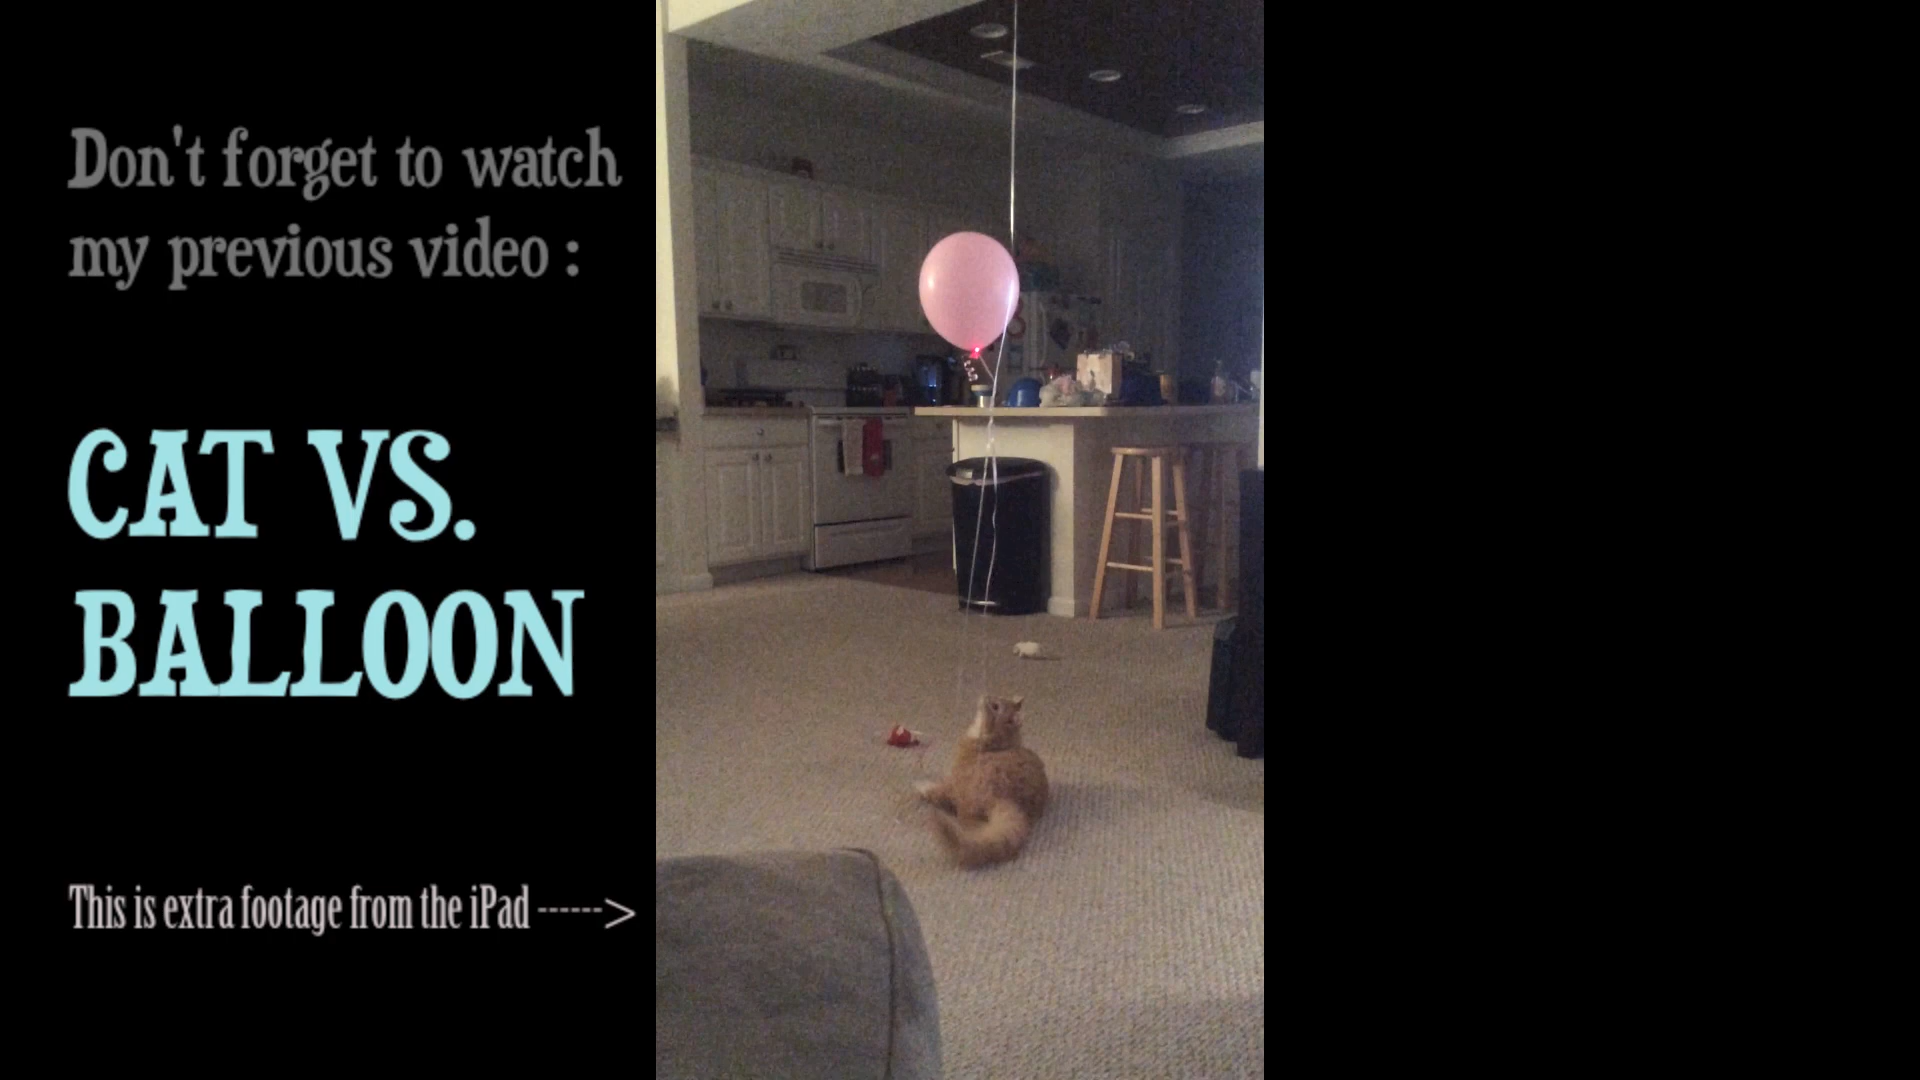 Don't forget to watch
my previous video :
CAT VS.
BALLOON
This is extra footage from the iPad ------>